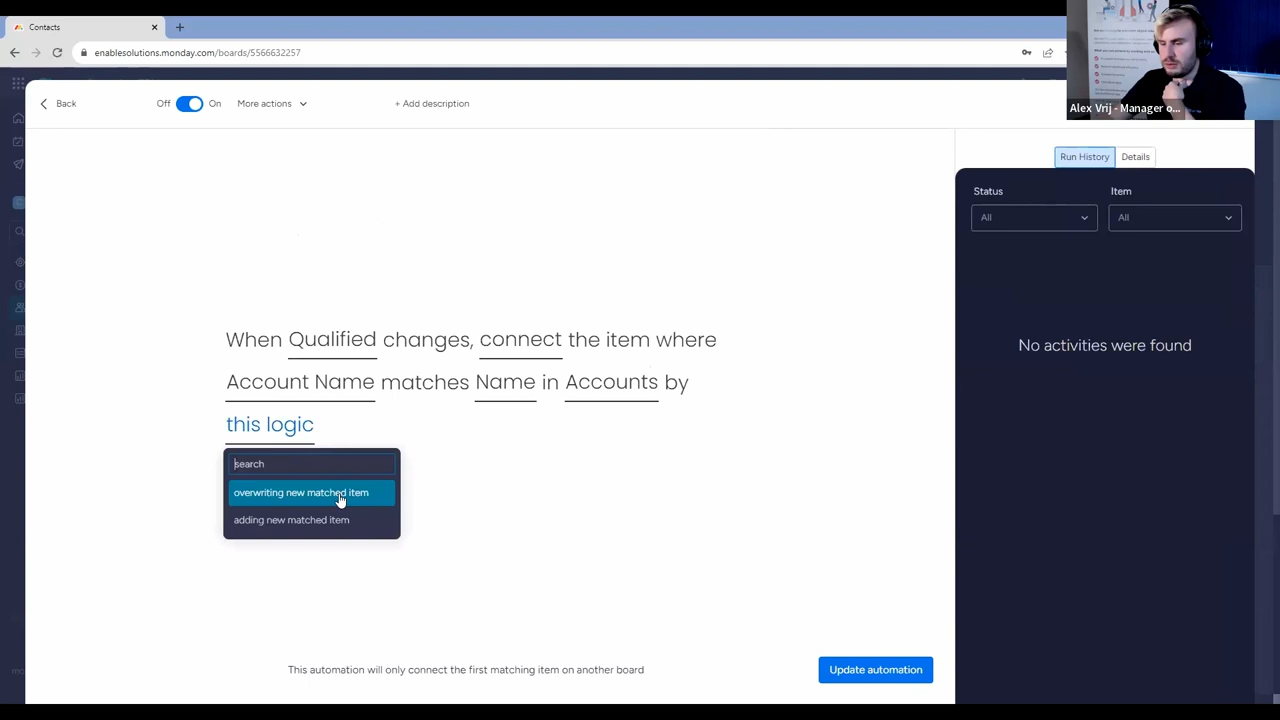 Contacts
enablesolutions.monday.com/boards/5566632257
Alex Vrij - Manager o...
Back
Off
On
More actions
+ Add description
Run History
Details
Status
Item
All
All
When Qualified changes, connect the item where
Account Name matches Name in Accounts by
this logic
search
overwriting new matched item
adding new matched item
No activities were found
This automation will only connect the first matching item on another board
Update automation